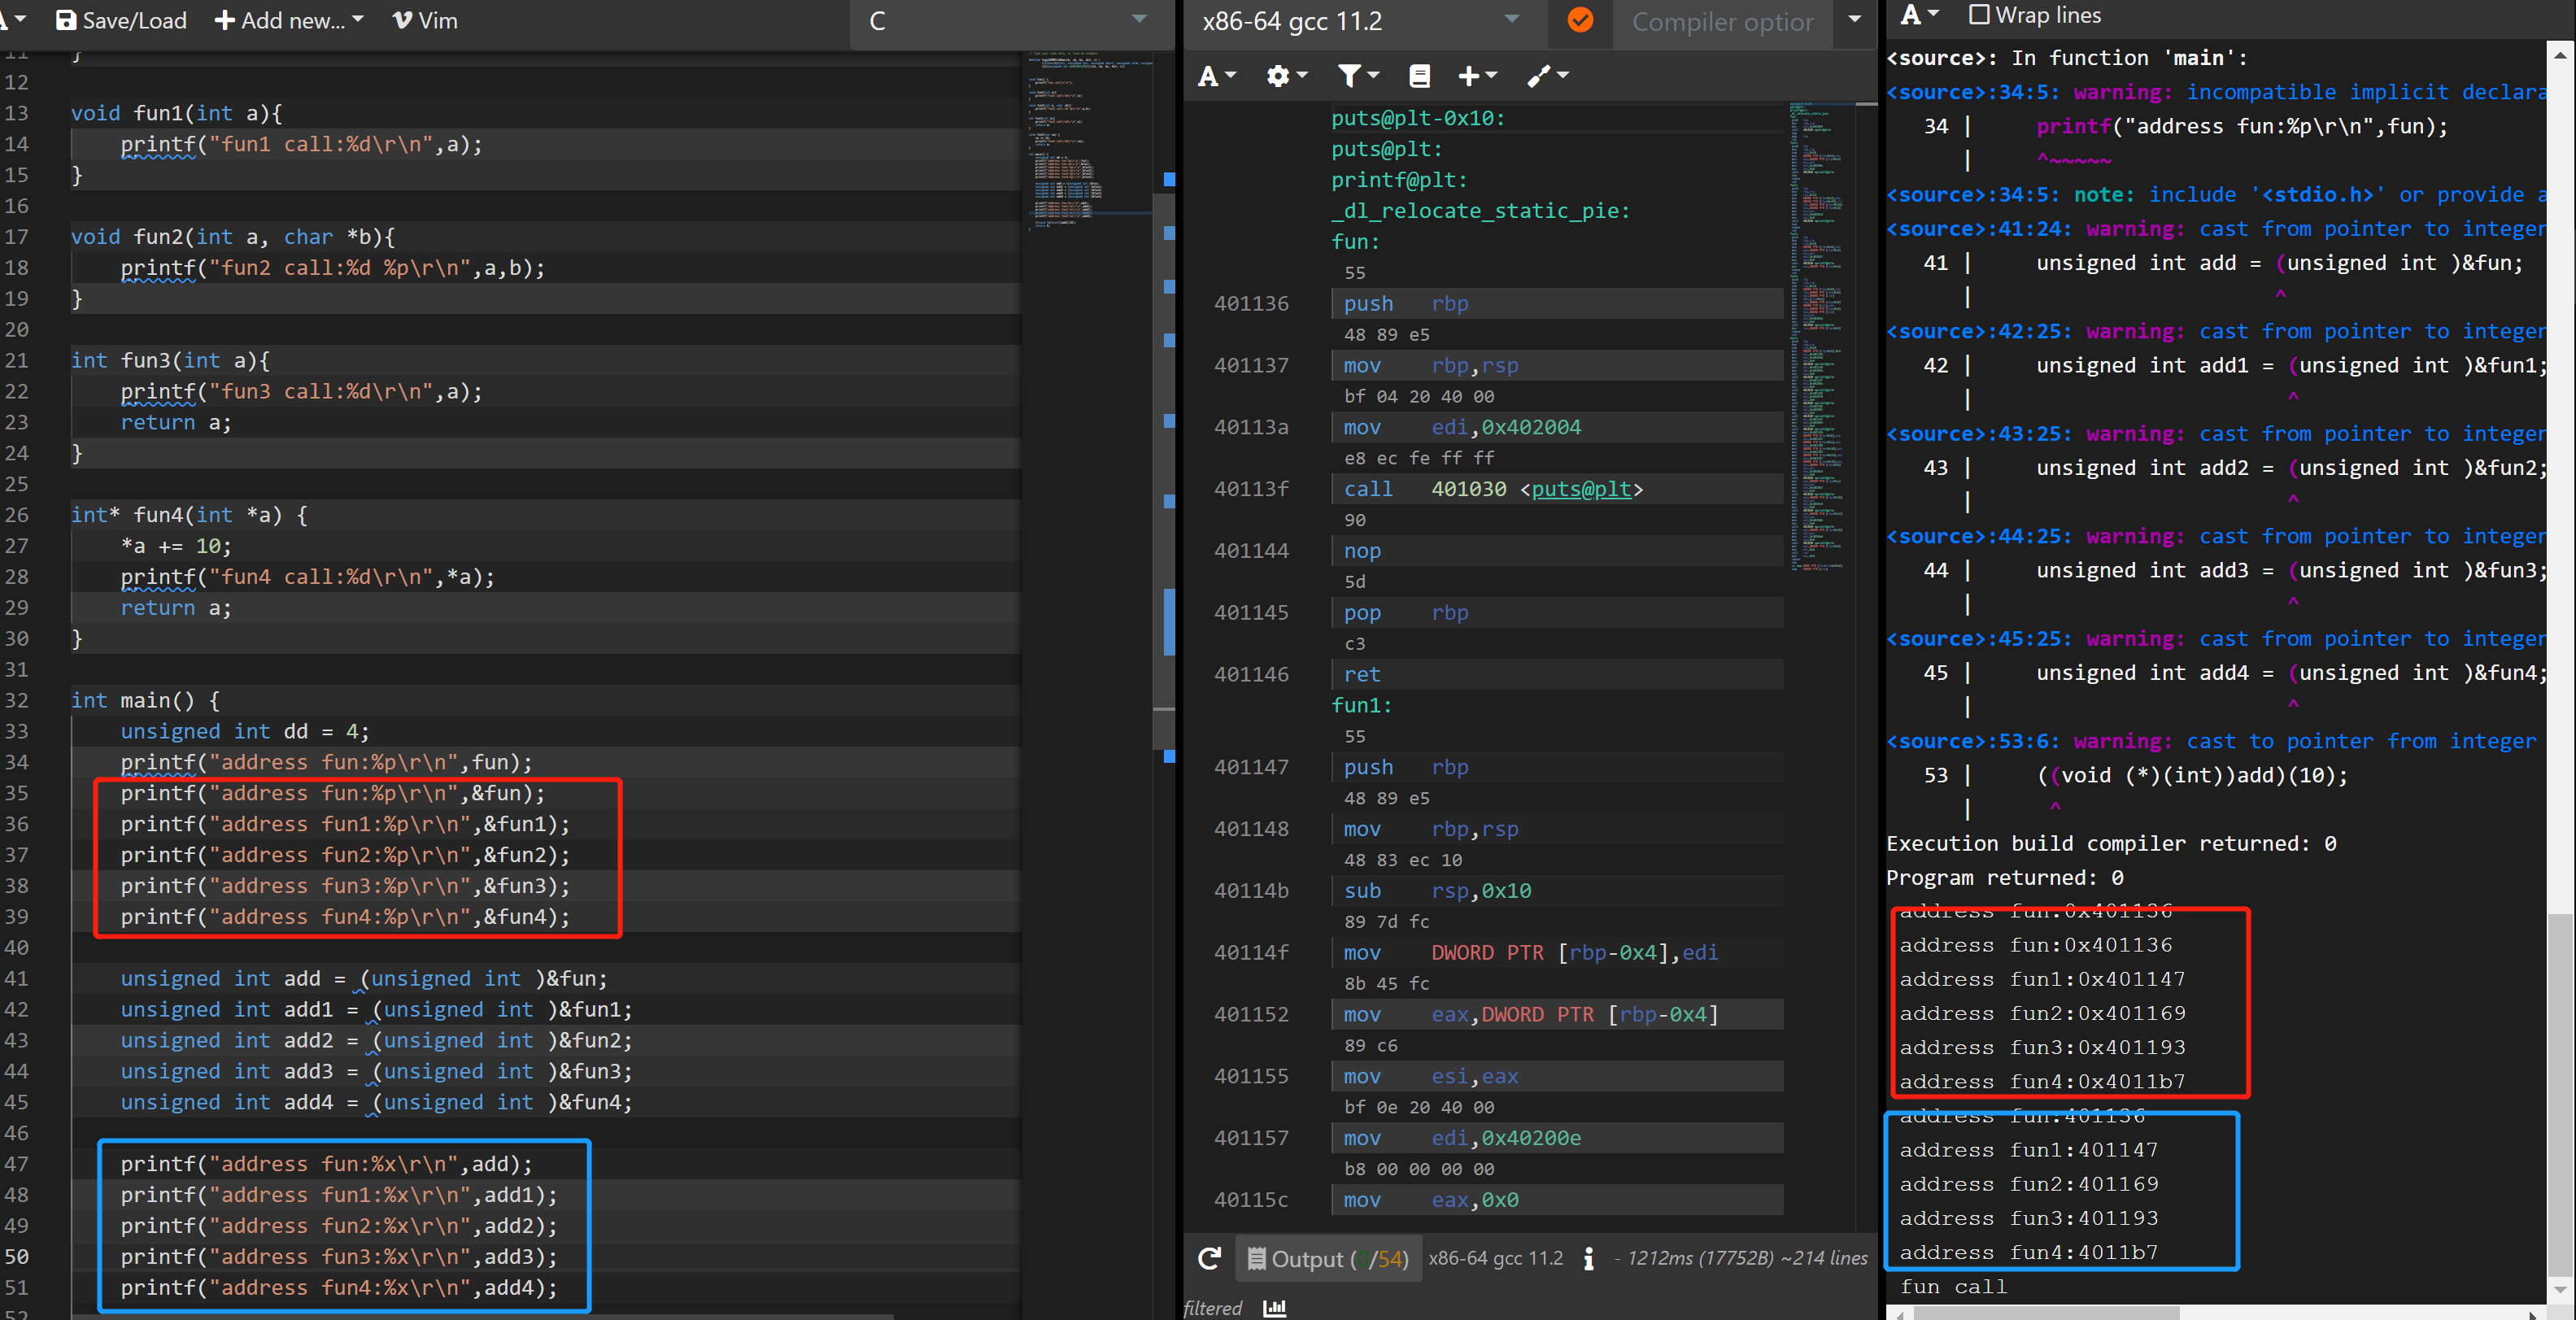 A
Save/Load
Add new...
Vim
C
11 }
12
13 void fun1(int a){
14 printf("fun1 call:%d\r\n",a);
15 }
16
17 void fun2(int a, char *b){
18 printf("fun2 call:%d %p\r\n",a,b);
19 }
20
21 int fun3(int a){
22 printf("fun3 call:%d\r\n",a);
23 return a;
24 }
25
26 int* fun4(int *a) {
27 *a += 10;
28 printf("fun4 call:%d\r\n",*a);
29 return a;
30 }
31
32 int main() {
33 unsigned int dd = 4;
34 printf("address fun:%p\r\n",fun);
35 printf("address fun:%p\r\n",&fun);
36 printf("address fun1:%p\r\n",&fun1);
37 printf("address fun2:%p\r\n",&fun2);
38 printf("address fun3:%p\r\n",&fun3);
39 printf("address fun4:%p\r\n",&fun4);
40
41 unsigned int add = (unsigned int )&fun;
42 unsigned int add1 = (unsigned int )&fun1;
43 unsigned int add2 = (unsigned int )&fun2;
44 unsigned int add3 = (unsigned int )&fun3;
45 unsigned int add4 = (unsigned int )&fun4;
46
47 printf("address fun:%x\r\n",add);
48 printf("address fun1:%x\r\n",add1);
49 printf("address fun2:%x\r\n",add2);
50 printf("address fun3:%x\r\n",add3);
51 printf("address fun4:%x\r\n",add4);
52
x86-64 gcc 11.2
Compiler option
A
puts@plt-0x10:
puts@plt:
printf@plt:
_dl_relocate_static_pie:
fun:
55
401136 push rbp
48 89 e5
401137 mov rbp,rsp
bf 04 20 40 00
40113a mov edi,0x402004
e8 ec fe ff ff
40113f call 401030 <puts@plt>
90
401144 nop
5d
401145 pop rbp
c3
401146 ret
fun1:
55
401147 push rbp
48 89 e5
401148 mov rbp,rsp
48 83 ec 10
40114b sub rsp,0x10
89 7d fc
40114f mov DWORD PTR [rbp-0x4],edi
8b 45 fc
401152 mov eax,DWORD PTR [rbp-0x4]
89 c6
401155 mov esi,eax
bf 0e 20 40 00
401157 mov edi,0x40200e
b8 00 00 00 00
40115c mov eax,0x0
Output (0/54) x86-64 gcc 11.2 i - 1212ms (17752B) ~214 lines
filtered
A
Wrap lines
<source>: In function 'main':
<source>:34:5: warning: incompatible implicit declara
34 | printf("address fun:%p\r\n",fun);
| ^~~~~~
<source>:34:5: note: include '<stdio.h>' or provide a
<source>:41:24: warning: cast from pointer to integer
41 | unsigned int add = (unsigned int )&fun;
| ^
<source>:42:25: warning: cast from pointer to integer
42 | unsigned int add1 = (unsigned int )&fun1;
| ^
<source>:43:25: warning: cast from pointer to integer
43 | unsigned int add2 = (unsigned int )&fun2;
| ^
<source>:44:25: warning: cast from pointer to integer
44 | unsigned int add3 = (unsigned int )&fun3;
| ^
<source>:45:25: warning: cast from pointer to integer
45 | unsigned int add4 = (unsigned int )&fun4;
| ^
<source>:53:6: warning: cast to pointer from integer
53 | ((void (*)(int))add)(10);
| ^
Execution build compiler returned: 0
Program returned: 0
address fun:0x401136
address fun:0x401136
address fun1:0x401147
address fun2:0x401169
address fun3:0x401193
address fun4:0x4011b7
address fun:401136
address fun1:401147
address fun2:401169
address fun3:401193
address fun4:4011b7
fun call